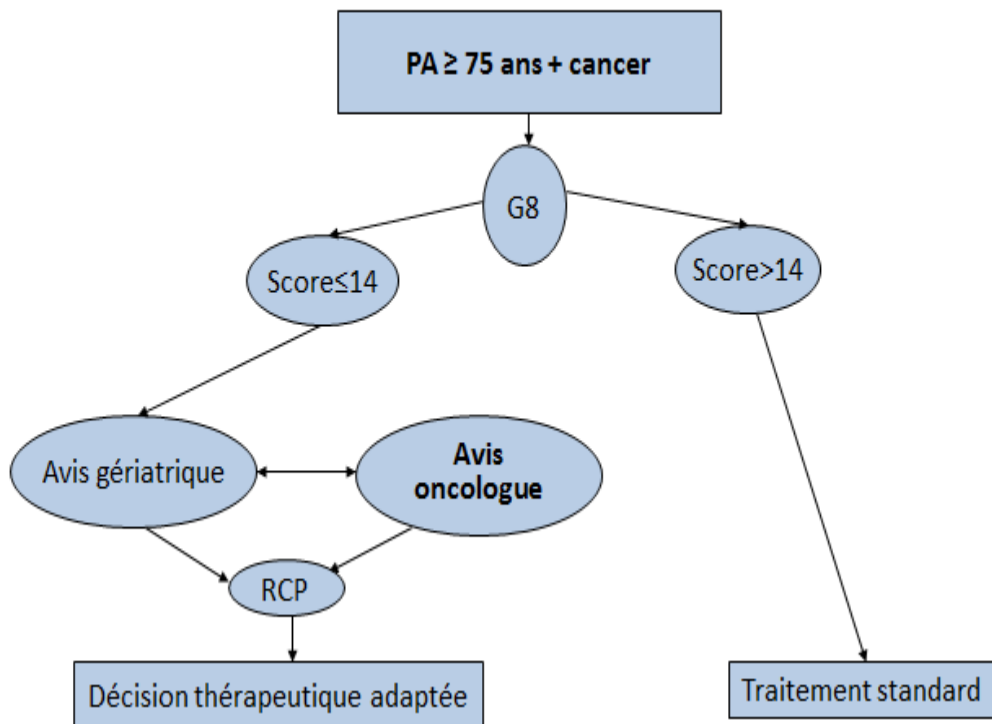 PA ≥ 75 ans + cancer
G8
Score≤14
Score>14
Avis gériatrique
Avis
oncologue
RCP
Décision thérapeutique adaptée
Traitement standard